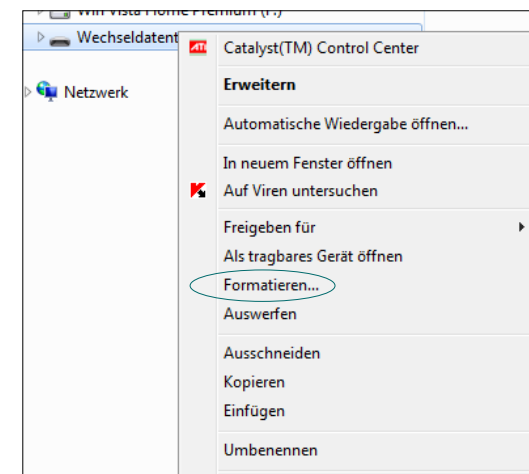 Win Vista Home Premium (F:)
Wechseldatent
Netzwerk
ATI
Catalyst(TM) Control Center
Erweitern
Automatische Wiedergabe öffnen...
In neuem Fenster öffnen
Auf Viren untersuchen
Freigeben für
Als tragbares Gerät öffnen
Formatieren...
Auswerfen
Ausschneiden
Kopieren
Einfügen
Umbenennen